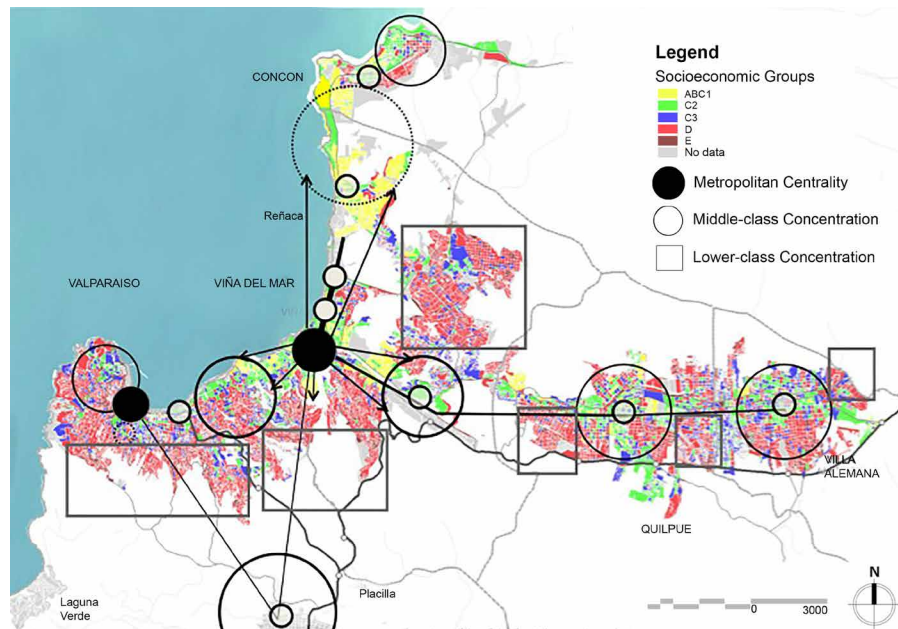 Legend
Socioeconomic Groups
ABC1
C2
C3
D
E
No data
Metropolitan Centrality
Middle-class Concentration
Lower-class Concentration
CONCON
Reñaca
VALPARAISO
VIÑA DEL MAR
VILLA
ALEMANA
QUILPUE
Placilla
Laguna
Verde
N
0
3000